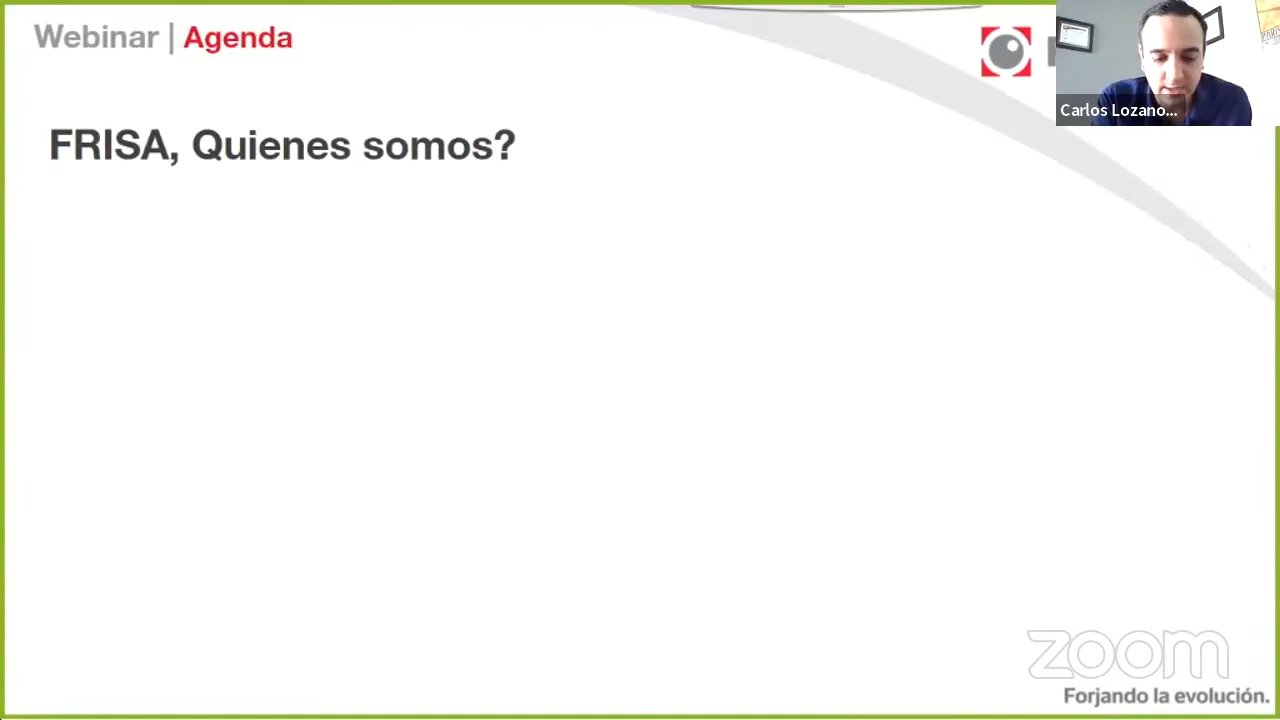 Webinar | Agenda
Carlos Lozano...
FRISA, Quienes somos?
zoom
Forjando la evolución.